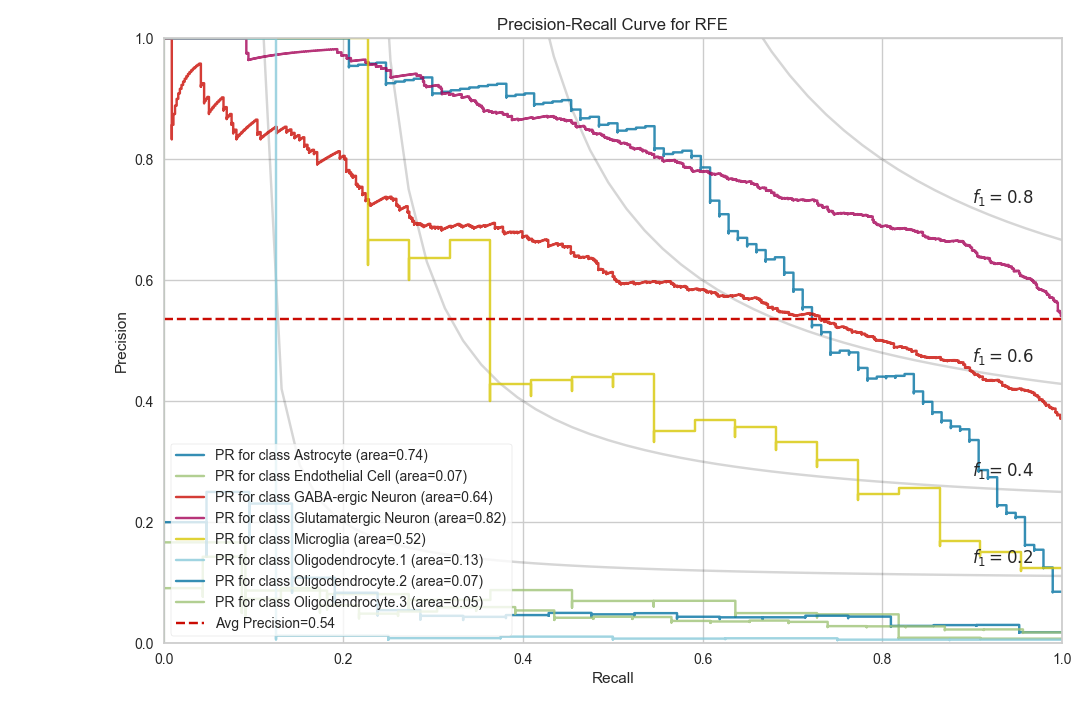 Precision-Recall Curve for RFE
1.0
0.8
0.6
0.4
0.2
0.0
Precision
f1 = 0.8
f1 = 0.6
f1 = 0.4
f1 = 0.2
PR for class Astrocyte (area=0.74)
PR for class Endothelial Cell (area=0.07)
PR for class GABA-ergic Neuron (area=0.64)
PR for class Glutamatergic Neuron (area=0.82)
PR for class Microglia (area=0.52)
PR for class Oligodendrocyte.1 (area=0.13)
PR for class Oligodendrocyte.2 (area=0.07)
PR for class Oligodendrocyte.3 (area=0.05)
Avg Precision=0.54
0.0 0.2 0.4 0.6 0.8 1.0
Recall